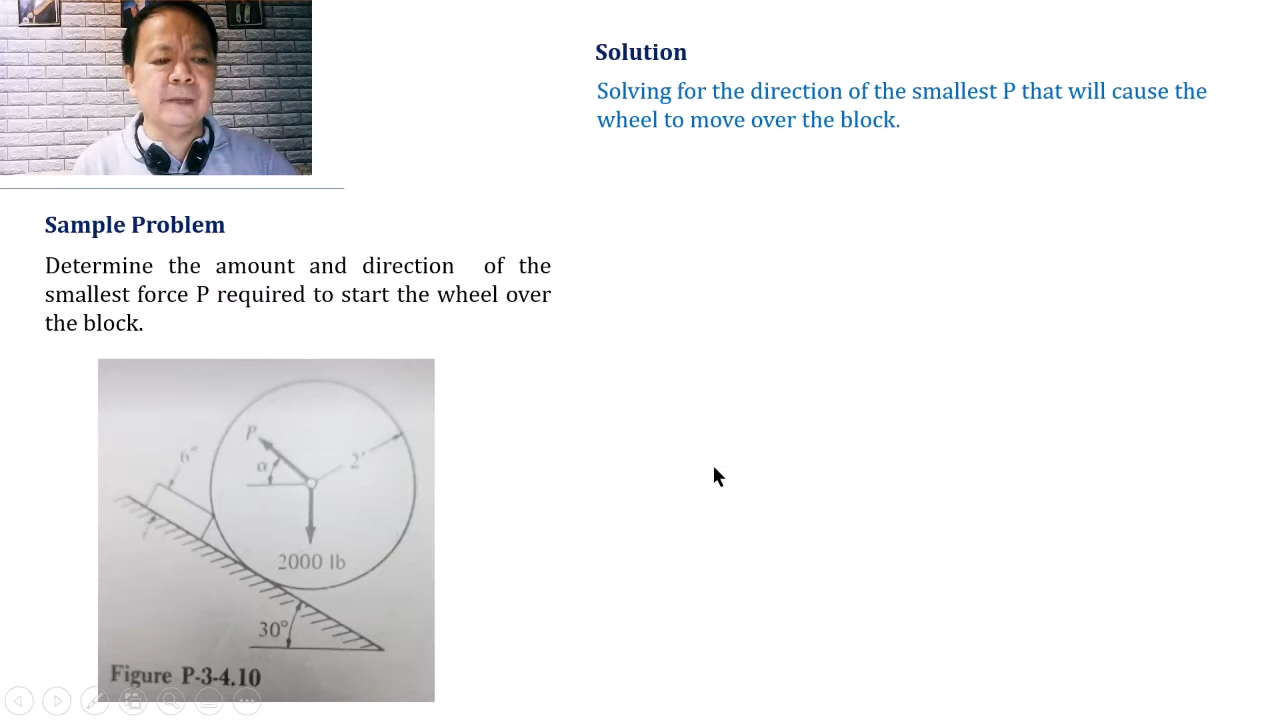 Solution
Solving for the direction of the smallest P that will cause the
wheel to move over the block.
Sample Problem
Determine the amount and direction of the
smallest force P required to start the wheel over
the block.
P
6"
α
2'
2000 lb
30°
Figure P-3-4.10